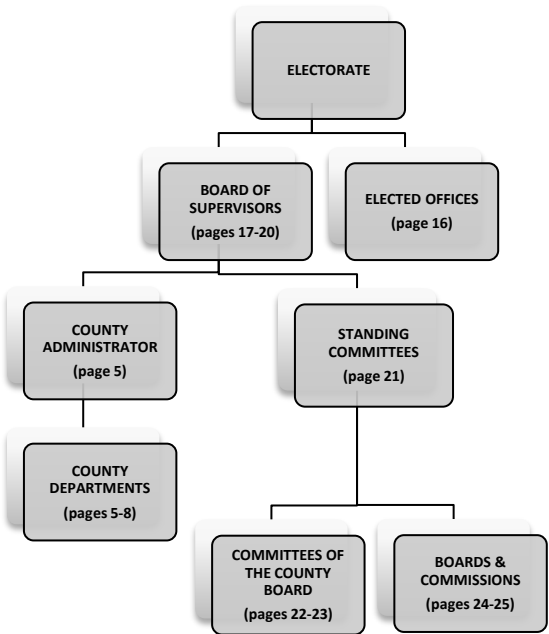 ELECTORATE
BOARD OF
SUPERVISORS
(pages 17-20)
ELECTED OFFICES
(page 16)
COUNTY
ADMINISTRATOR
(page 5)
STANDING
COMMITTEES
(page 21)
COUNTY
DEPARTMENTS
(pages 5-8)
COMMITTEES OF
THE COUNTY
BOARD
(pages 22-23)
BOARDS &
COMMISSIONS
(pages 24-25)